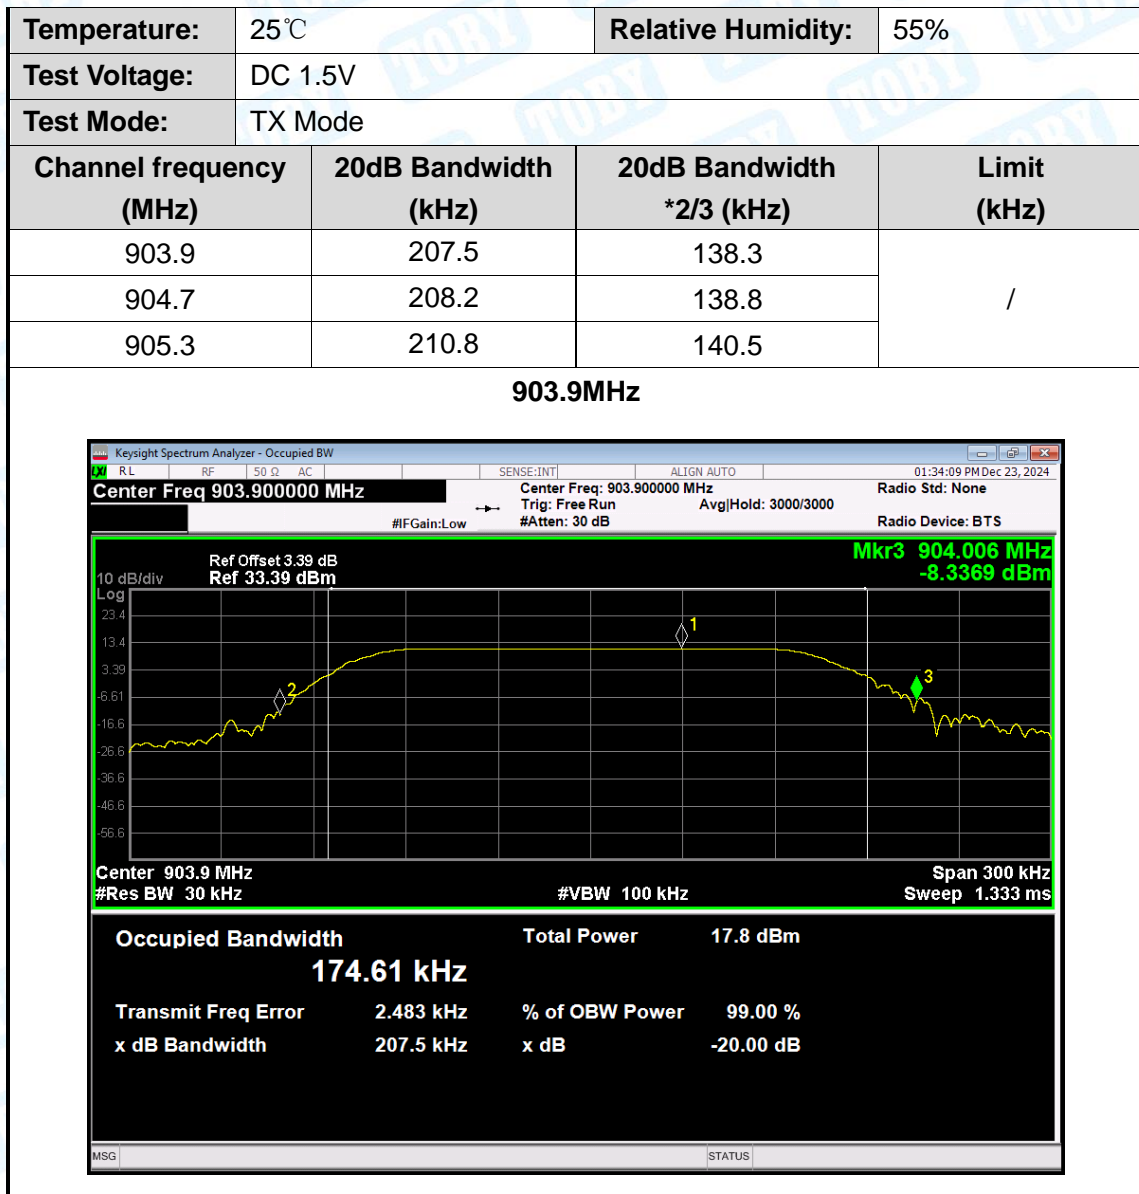 Temperature: 25℃ Relative Humidity: 55%
Test Voltage: DC 1.5V
Test Mode: TX Mode
Channel frequency (MHz) 20dB Bandwidth (kHz) 20dB Bandwidth *2/3 (kHz) Limit (kHz)
903.9 207.5 138.3
904.7 208.2 138.8 /
905.3 210.8 140.5
903.9MHz
Keysight Spectrum Analyzer - Occupied BW
LXI RL RF 50 Ω AC SENSE:INT ALIGN AUTO 01:34:09 PM Dec 23, 2024
Center Freq 903.900000 MHz
Center Freq: 903.900000 MHz Radio Std: None
Trig: Free Run Avg|Hold: 3000/3000
#IFGain:Low #Atten: 30 dB Radio Device: BTS
Mkr3 904.006 MHz
-8.3369 dBm
Ref Offset 3.39 dB
10 dB/div Ref 33.39 dBm
Log
23.4
13.4
3.39
-6.61
-16.6
-26.6
-36.6
-46.6
-56.6
1
2
3
Center 903.9 MHz Span 300 kHz
#Res BW 30 kHz #VBW 100 kHz Sweep 1.333 ms
Occupied Bandwidth Total Power 17.8 dBm
174.61 kHz
Transmit Freq Error 2.483 kHz % of OBW Power 99.00 %
x dB Bandwidth 207.5 kHz x dB -20.00 dB
MSG STATUS
TOBY